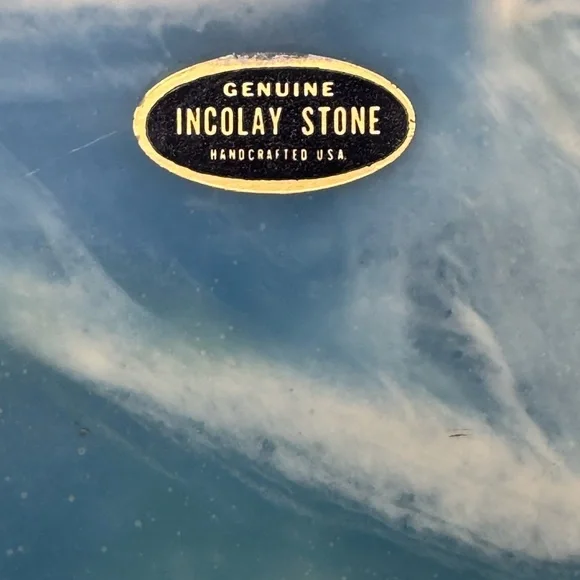 GENUINE
INCOLAY STONE
HANDCRAFTED U.S.A.